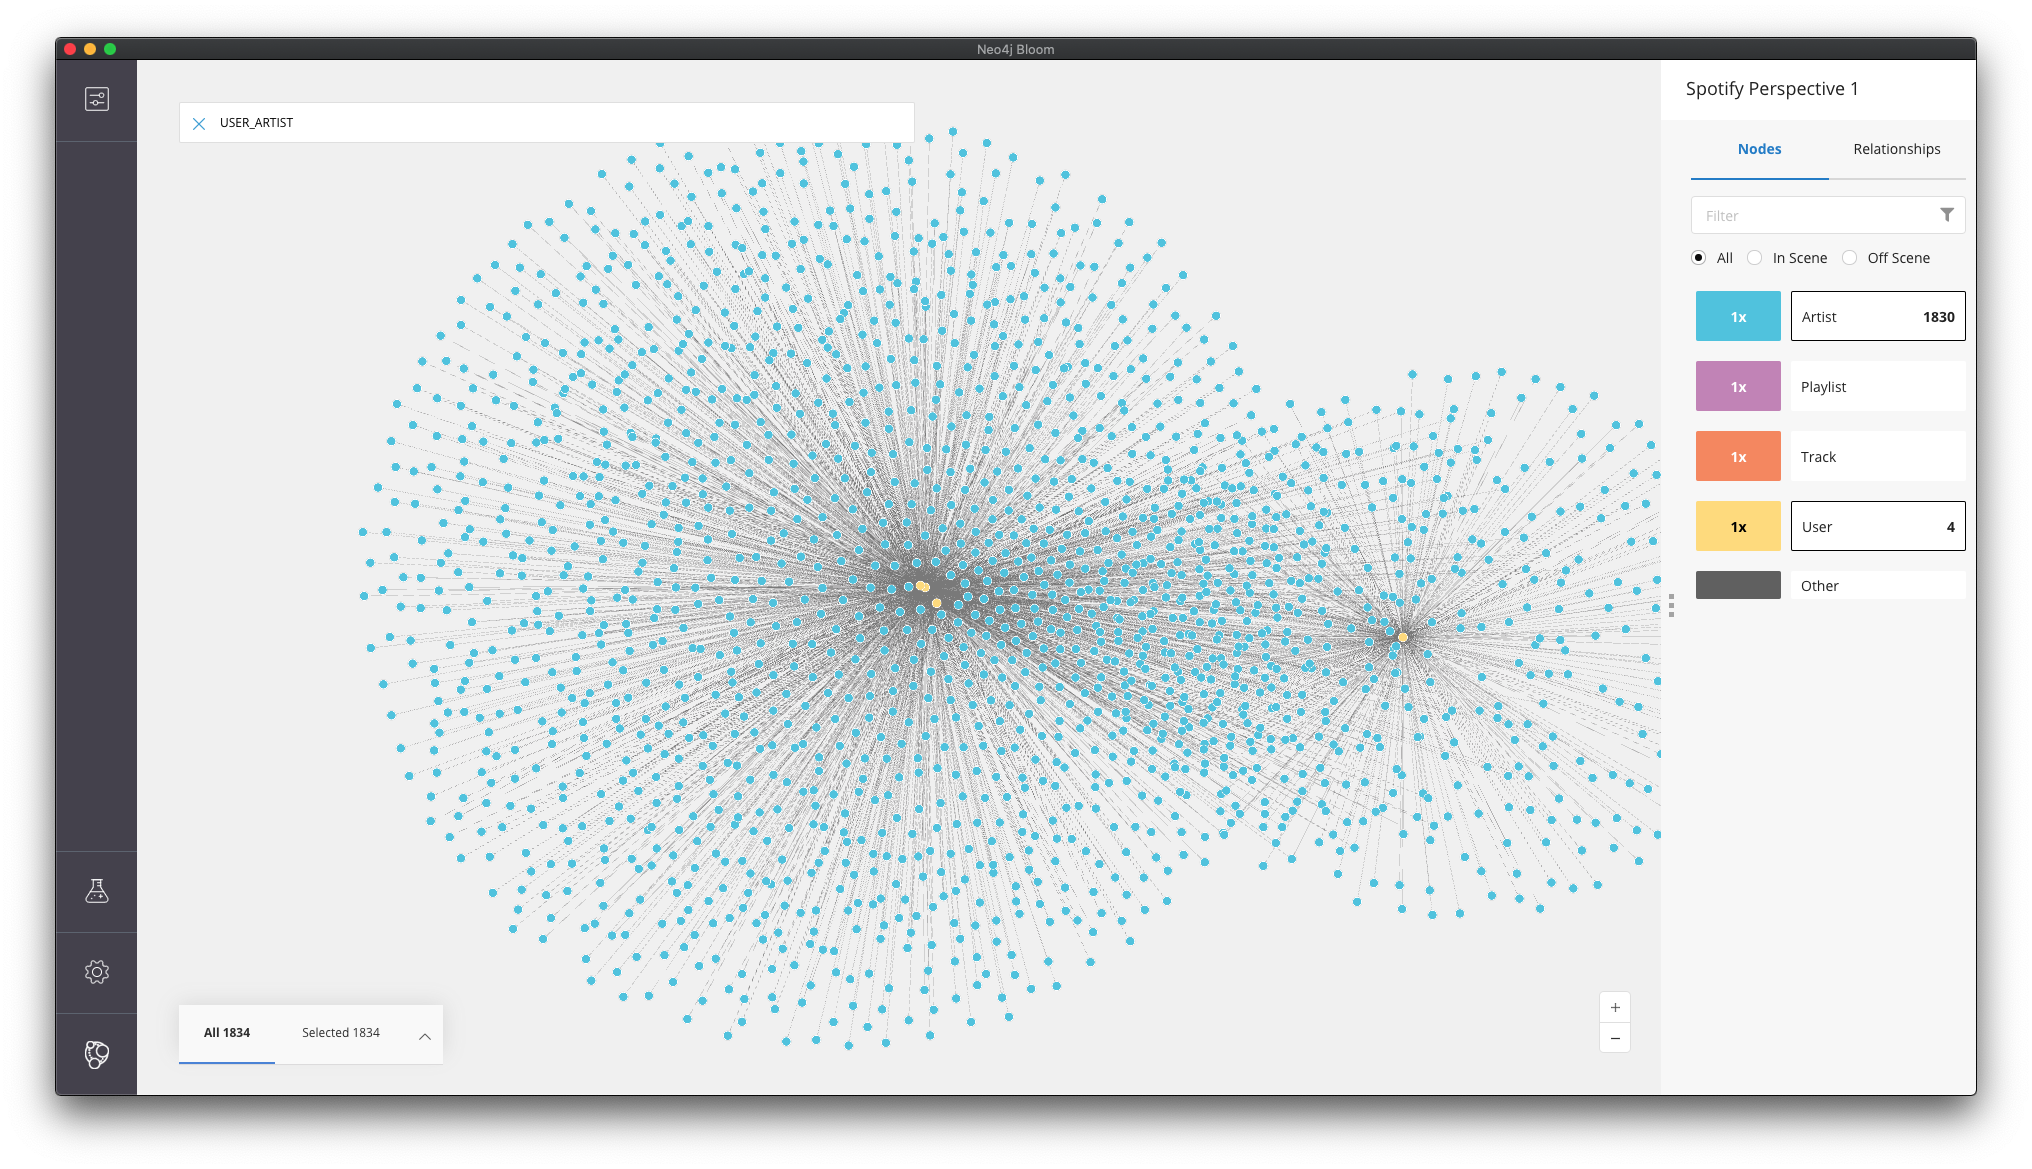 Neo4j Bloom
USER_ARTIST
Spotify Perspective 1
Nodes Relationships
Filter
All In Scene Off Scene
1x Artist 1830
1x Playlist
1x Track
1x User 4
Other
All 1834 Selected 1834
+
−